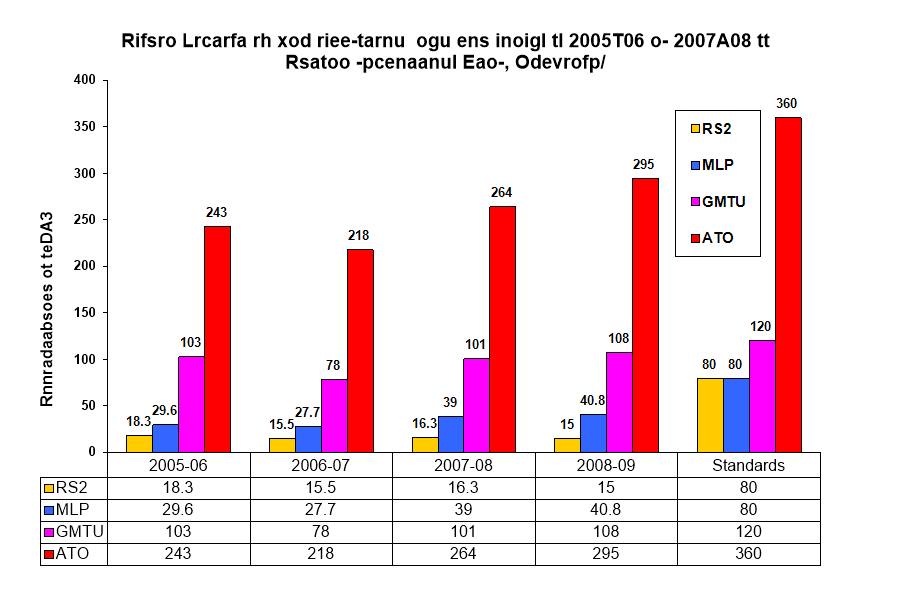 Rifsro Lrcarfa rh xod riee-tarnu ogu ens inoigl tl 2005T06 o- 2007A08 tt
Rsatoo -pcenaanul Eao-, Odevrofp/
Rnnradaabsoes ot teDA3
400
350
300
250
200
150
100
50
0
18.3 29.6 103 243
15.5 27.7 78 218
16.3 39 101 264
15 40.8 108 295
80 80 120 360
RS2
MLP
GMTU
ATO
2005-06 2006-07 2007-08 2008-09 Standards
RS2 18.3 15.5 16.3 15 80
MLP 29.6 27.7 39 40.8 80
GMTU 103 78 101 108 120
ATO 243 218 264 295 360